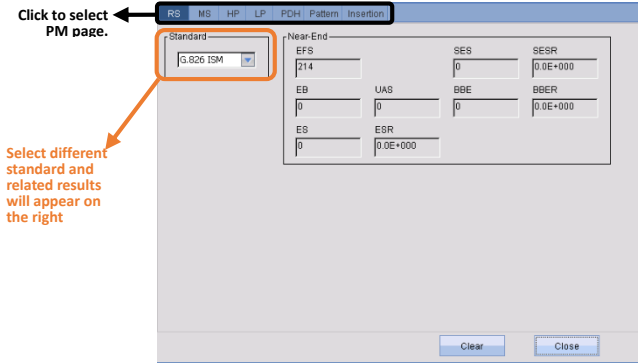 Click to select
PM page.
RS MS HP LP PDH Pattern Insertion
Standard
G.826 ISM
Near-End
EFS SES SESR
214 0 0.0E+000
EB UAS BBE BBER
0 0 0 0.0E+000
ES ESR
0 0.0E+000
Select different
standard and
related results
will appear on
the right
Clear Close